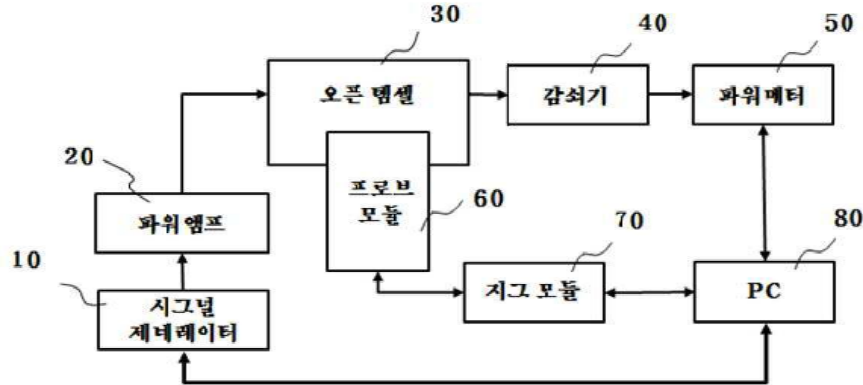 30
40
50
오픈 템셀
감쇠기
파워메터
20
프로브
모듈
60
파워앰프
70
80
10
시그널
제네레이터
지그 모듈
PC